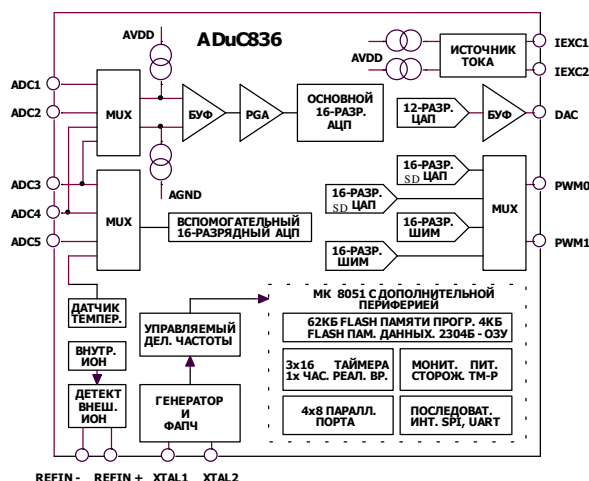 ADuC836
AVDD
ADC1
ADC2
ADC3
ADC4
ADC5
MUX
БУФ
PGA
ОСНОВНОЙ
16-РАЗР.
АЦП
AGND
MUX
ВСПОМОГАТЕЛЬНЫЙ
16-РАЗРЯДНЫЙ АЦП
AVDD
ИСТОЧНИК
ТОКА
IEXC1
IEXC2
12-РАЗР.
ЦАП
БУФ
DAC
16-РАЗР.
SD ЦАП
16-РАЗР.
SD ЦАП
16-РАЗР.
ШИМ
16-РАЗР.
ШИМ
MUX
PWM0
PWM1
ДАТЧИК
ТЕМПЕР.
ВНУТР.
ИОН
ДЕТЕКТ
ВНЕШ.
ИОН
УПРАВЛЯЕМЫЙ
ДЕЛ. ЧАСТОТЫ
ГЕНЕРАТОР
И
ФАПЧ
МК 8051 С ДОПОЛНИТЕЛЬНОЙ
ПЕРИФЕРИЕЙ
62КБ FLASH ПАМЯТИ ПРОГР. 4КБ
FLASH ПАМ. ДАННЫХ. 2304Б - ОЗУ
3x16 ТАЙМЕРА
1x ЧАС. РЕАЛ. ВР.
МОНИТ. ПИТ.
СТОРОЖ. ТМ-Р
4x8 ПАРАЛЛ.
ПОРТА
ПОСЛЕДОВАТ.
ИНТ. SPI, UART
REFIN -
REFIN +
XTAL1
XTAL2